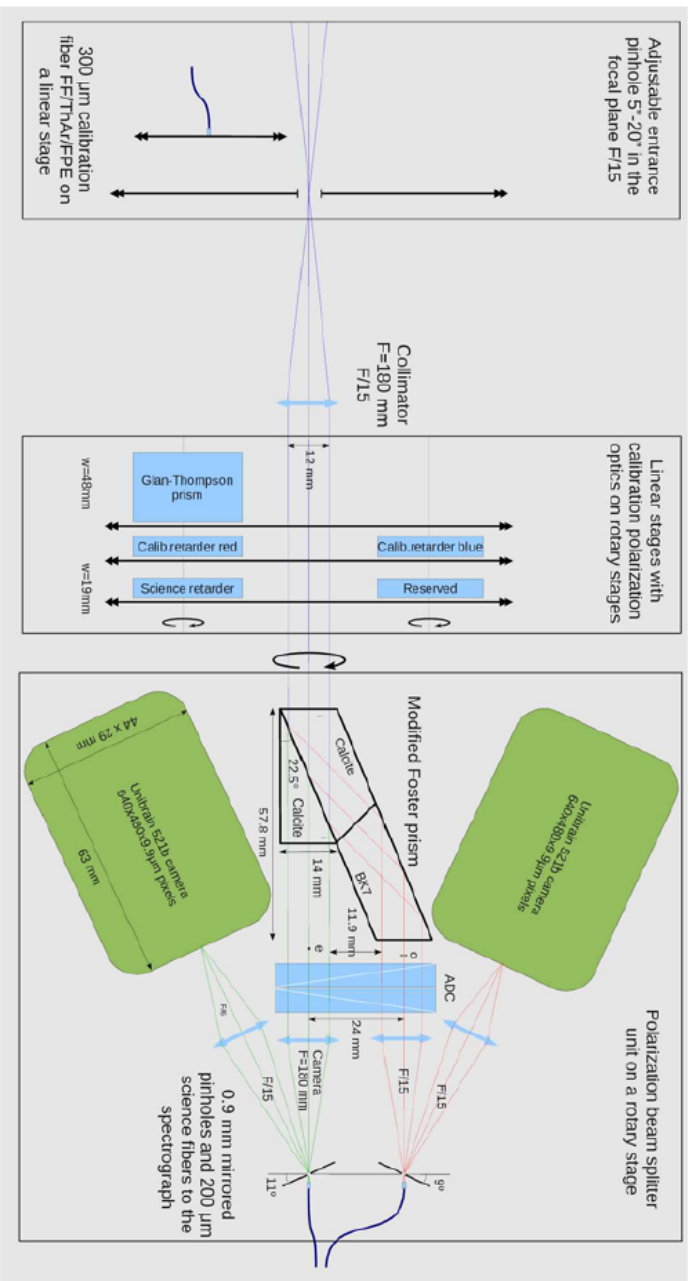 Adjustable entrance
pinhole 5"-20" in the
focal plane F/15
300 µm calibration
fiber FF/ThAr/FPE on
a linear stage
Collimator
F=180 mm
F/15
Linear stages with
calibration polarization
optics on rotary stages
12 mm
Glan-Thompson
prism
w=48mm
Calib.retarder red
Calib.retarder blue
Science retarder
Reserved
w=19mm
Polarization beam splitter
unit on a rotary stage
Modified Foster prism
Calcite
22.5°
Calcite
BK7
57.8 mm
14 mm
11.9 mm
o
e
ADC
24 mm
Unibrain 521b camera
640x480x9.9µm pixels
44 x 29 mm
63 mm
Unibrain 521b camera
640x480x9.9µm
pixels
F/6
F/15
Camera
F=180 mm
F/15
F/15
11°
9°
0.9 mm mirrored
pinholes and 200 µm
science fibers to the
spectrograph